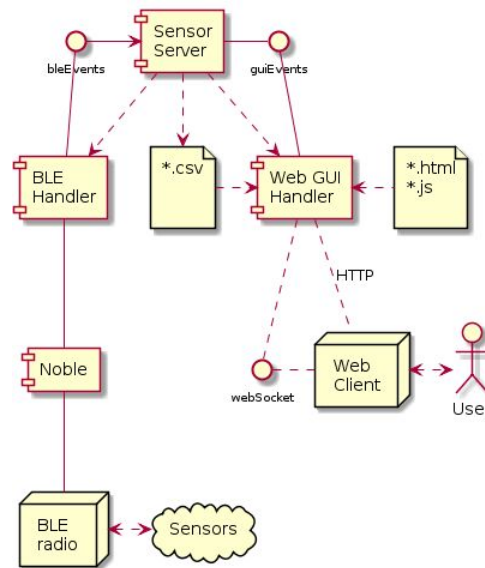 Sensor
Server
bleEvents
guiEvents
BLE
Handler
*.csv
Web GUI
Handler
*.html
*.js
HTTP
Noble
webSocket
Web
Client
Use
BLE
radio
Sensors